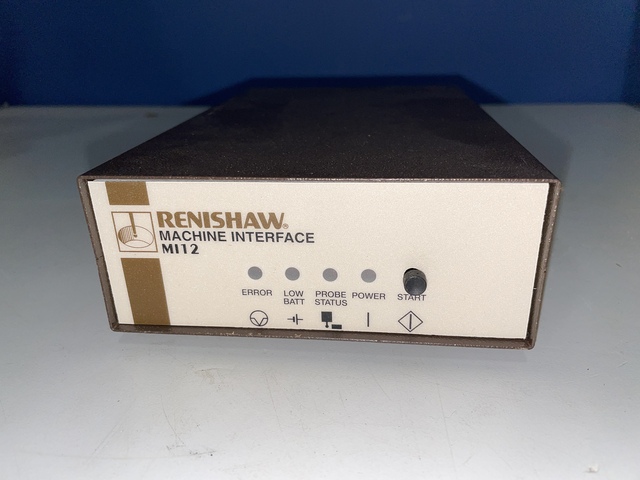 RENISHAW®
MACHINE INTERFACE
MI12
ERROR
LOW
BATT
PROBE
STATUS
POWER
START